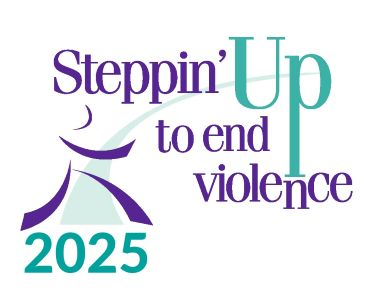 Steppin' Up
to end
violence
2025